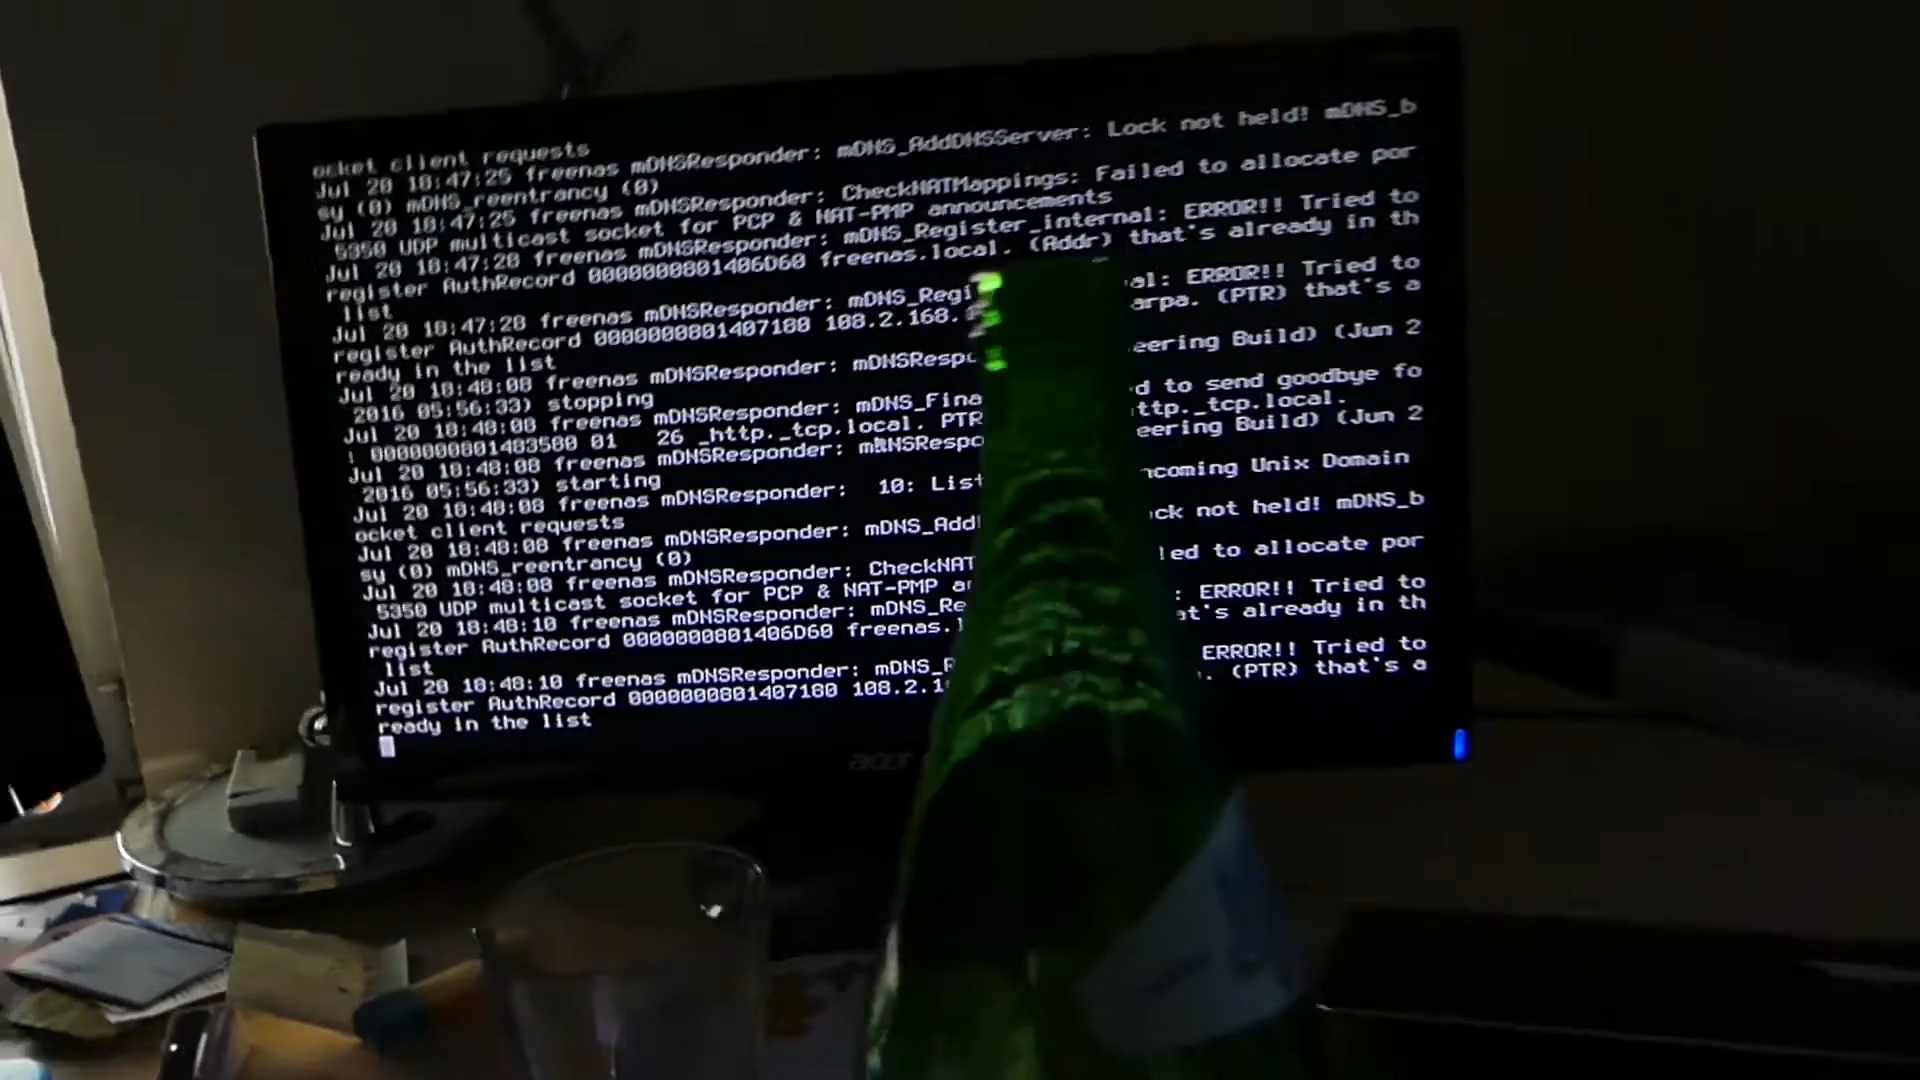 ocket client requests
Jul 20 18:47:25 freenas mDNSResponder: mDNS_AddDNSServer: Lock not held! mDNS_b
sy (0) mDNS_reentrancy (0)
Jul 20 18:47:25 freenas mDNSResponder: CheckNATMappings: Failed to allocate por
5350 UDP multicast socket for PCP & NAT-PMP announcements
Jul 20 18:47:28 freenas mDNSResponder: mDNS_Register_internal: ERROR!! Tried to
register AuthRecord 0000000801406D60 freenas.local. (Addr) that's already in th
list
Jul 20 18:47:28 freenas mDNSResponder: mDNS_Regi al: ERROR!! Tried to
register AuthRecord 0000000801407180 108.2.168. arpa. (PTR) that's a
ready in the list
Jul 20 18:48:08 freenas mDNSResponder: mDNSRespo eering Build) (Jun 2
2016 05:56:33) stopping
Jul 20 18:48:08 freenas mDNSResponder: mDNS_Fina d to send goodbye fo
! 0000000801483580 01 26 _http._tcp.local. PTR ttp._tcp.local.
Jul 20 18:48:08 freenas mDNSResponder: mDNSRespo eering Build) (Jun 2
2016 05:56:33) starting
Jul 20 18:48:08 freenas mDNSResponder: 10: List ncoming Unix Domain
ocket client requests
Jul 20 18:48:08 freenas mDNSResponder: mDNS_Add ck not held! mDNS_b
sy (0) mDNS_reentrancy (0)
Jul 20 18:48:08 freenas mDNSResponder: CheckNAT led to allocate por
5350 UDP multicast socket for PCP & NAT-PMP an
Jul 20 18:48:10 freenas mDNSResponder: mDNS_Re : ERROR!! Tried to
register AuthRecord 0000000801406D60 freenas. at's already in th
list
Jul 20 18:48:10 freenas mDNSResponder: mDNS_R ERROR!! Tried to
register AuthRecord 0000000801407180 108.2.1 . (PTR) that's a
ready in the list
acer